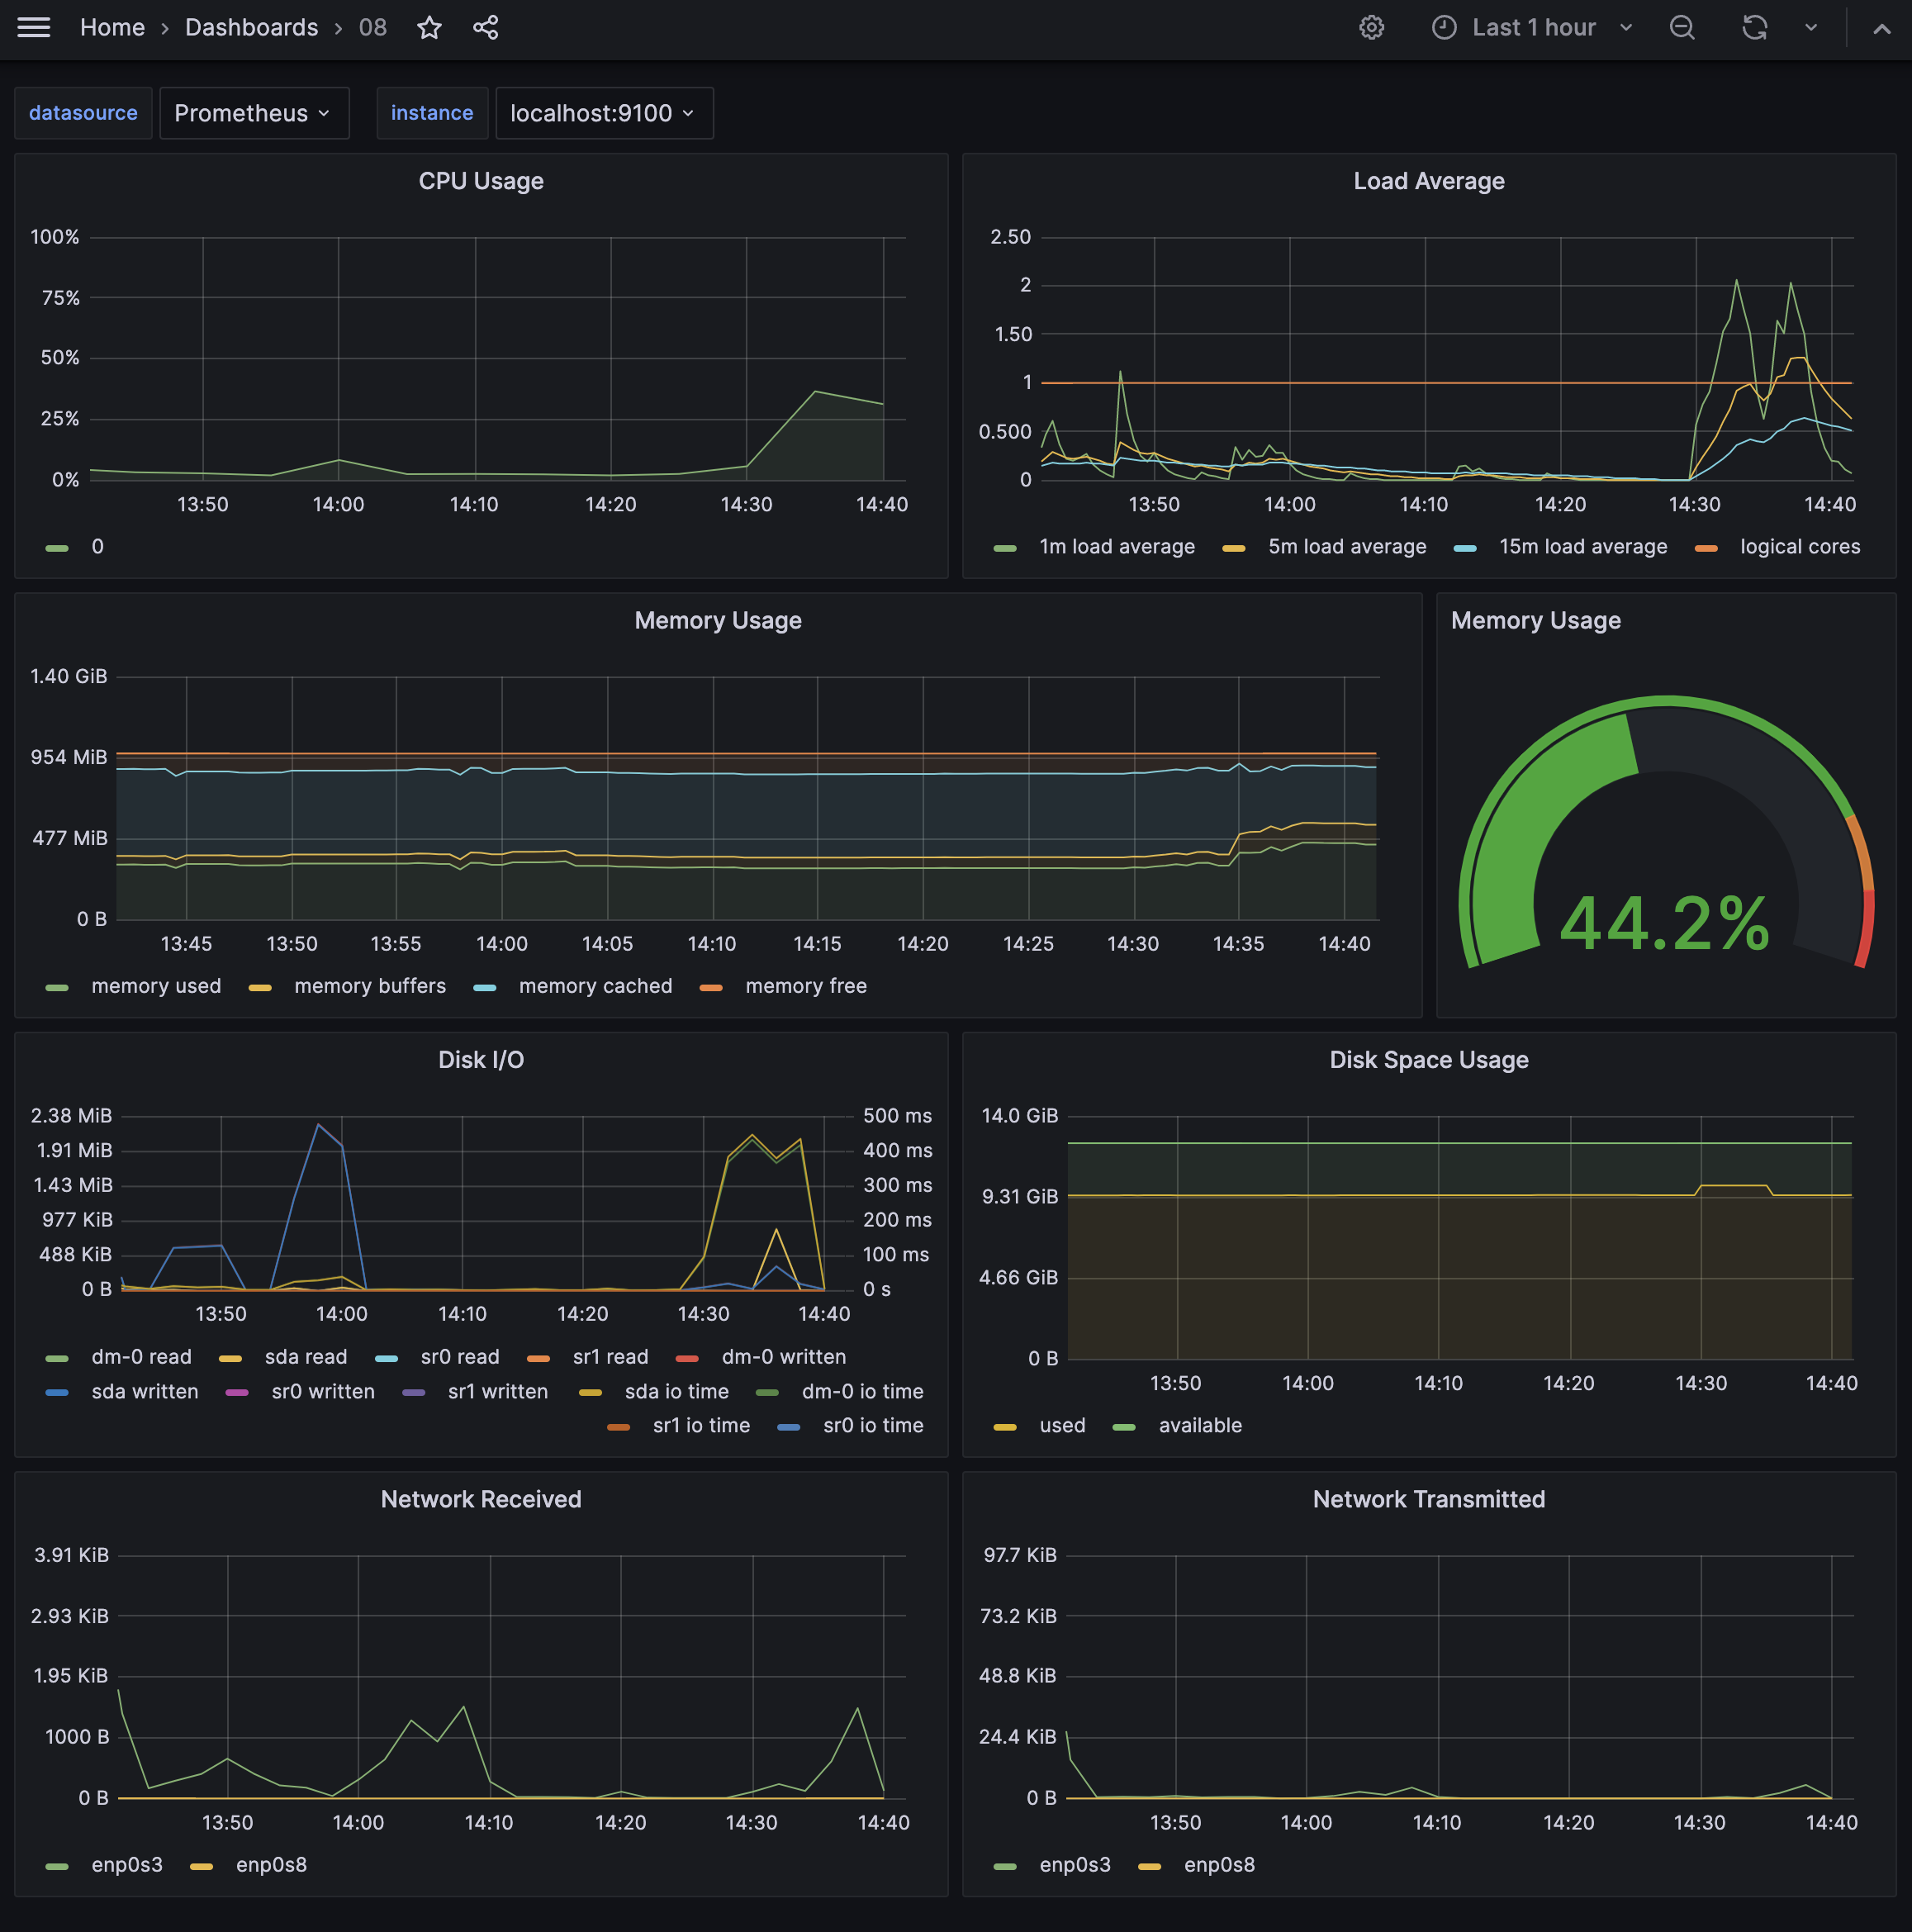 Home › Dashboards › 08
Last 1 hour
datasource Prometheus instance localhost:9100
CPU Usage
100%
75%
50%
25%
0%
13:50 14:00 14:10 14:20 14:30 14:40
0
Load Average
2.50
2
1.50
1
0.500
0
13:50 14:00 14:10 14:20 14:30 14:40
1m load average 5m load average 15m load average logical cores
Memory Usage
1.40 GiB
954 MiB
477 MiB
0 B
13:45 13:50 13:55 14:00 14:05 14:10 14:15 14:20 14:25 14:30 14:35 14:40
memory used memory buffers memory cached memory free
Memory Usage
44.2%
Disk I/O
2.38 MiB 500 ms
1.91 MiB 400 ms
1.43 MiB 300 ms
977 KiB 200 ms
488 KiB 100 ms
0 B 0 s
13:50 14:00 14:10 14:20 14:30 14:40
dm-0 read sda read sr0 read sr1 read dm-0 written
sda written sr0 written sr1 written sda io time dm-0 io time
sr1 io time sr0 io time
Disk Space Usage
14.0 GiB
9.31 GiB
4.66 GiB
0 B
13:50 14:00 14:10 14:20 14:30 14:40
used available
Network Received
3.91 KiB
2.93 KiB
1.95 KiB
1000 B
0 B
13:50 14:00 14:10 14:20 14:30 14:40
enp0s3 enp0s8
Network Transmitted
97.7 KiB
73.2 KiB
48.8 KiB
24.4 KiB
0 B
13:50 14:00 14:10 14:20 14:30 14:40
enp0s3 enp0s8